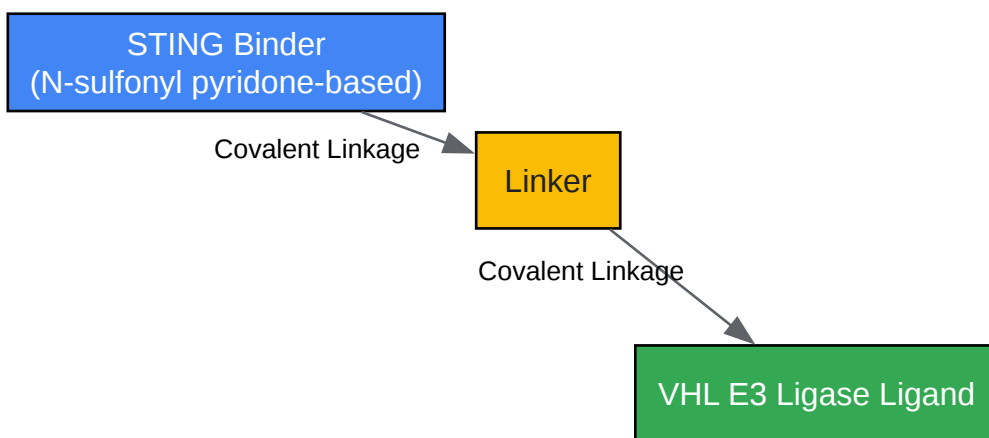 STING Binder
(N-sulfonyl pyridone-based)
Covalent Linkage
Linker
Covalent Linkage
VHL E3 Ligase Ligand